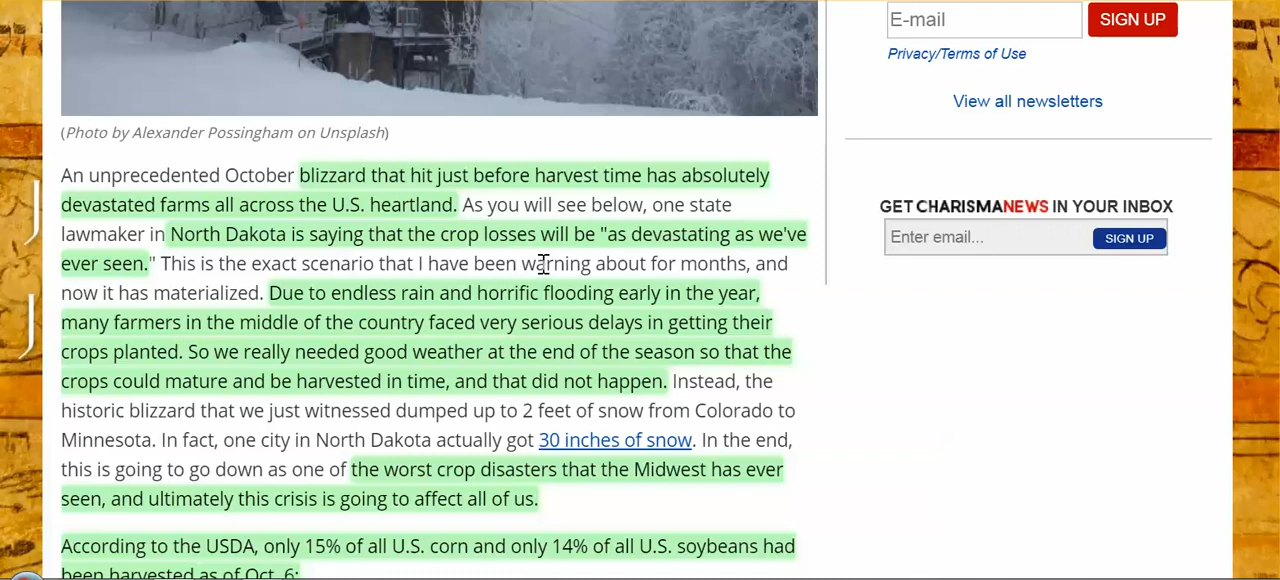 E-mail
SIGN UP
Privacy/Terms of Use
View all newsletters
GET CHARISMANEWS IN YOUR INBOX
Enter email...
SIGN UP
(Photo by Alexander Possingham on Unsplash)
An unprecedented October blizzard that hit just before harvest time has absolutely
devastated farms all across the U.S. heartland. As you will see below, one state
lawmaker in North Dakota is saying that the crop losses will be "as devastating as we've
ever seen." This is the exact scenario that I have been warning about for months, and
now it has materialized. Due to endless rain and horrific flooding early in the year,
many farmers in the middle of the country faced very serious delays in getting their
crops planted. So we really needed good weather at the end of the season so that the
crops could mature and be harvested in time, and that did not happen. Instead, the
historic blizzard that we just witnessed dumped up to 2 feet of snow from Colorado to
Minnesota. In fact, one city in North Dakota actually got 30 inches of snow. In the end,
this is going to go down as one of the worst crop disasters that the Midwest has ever
seen, and ultimately this crisis is going to affect all of us.
According to the USDA, only 15% of all U.S. corn and only 14% of all U.S. soybeans had
been harvested as of Oct. 6: